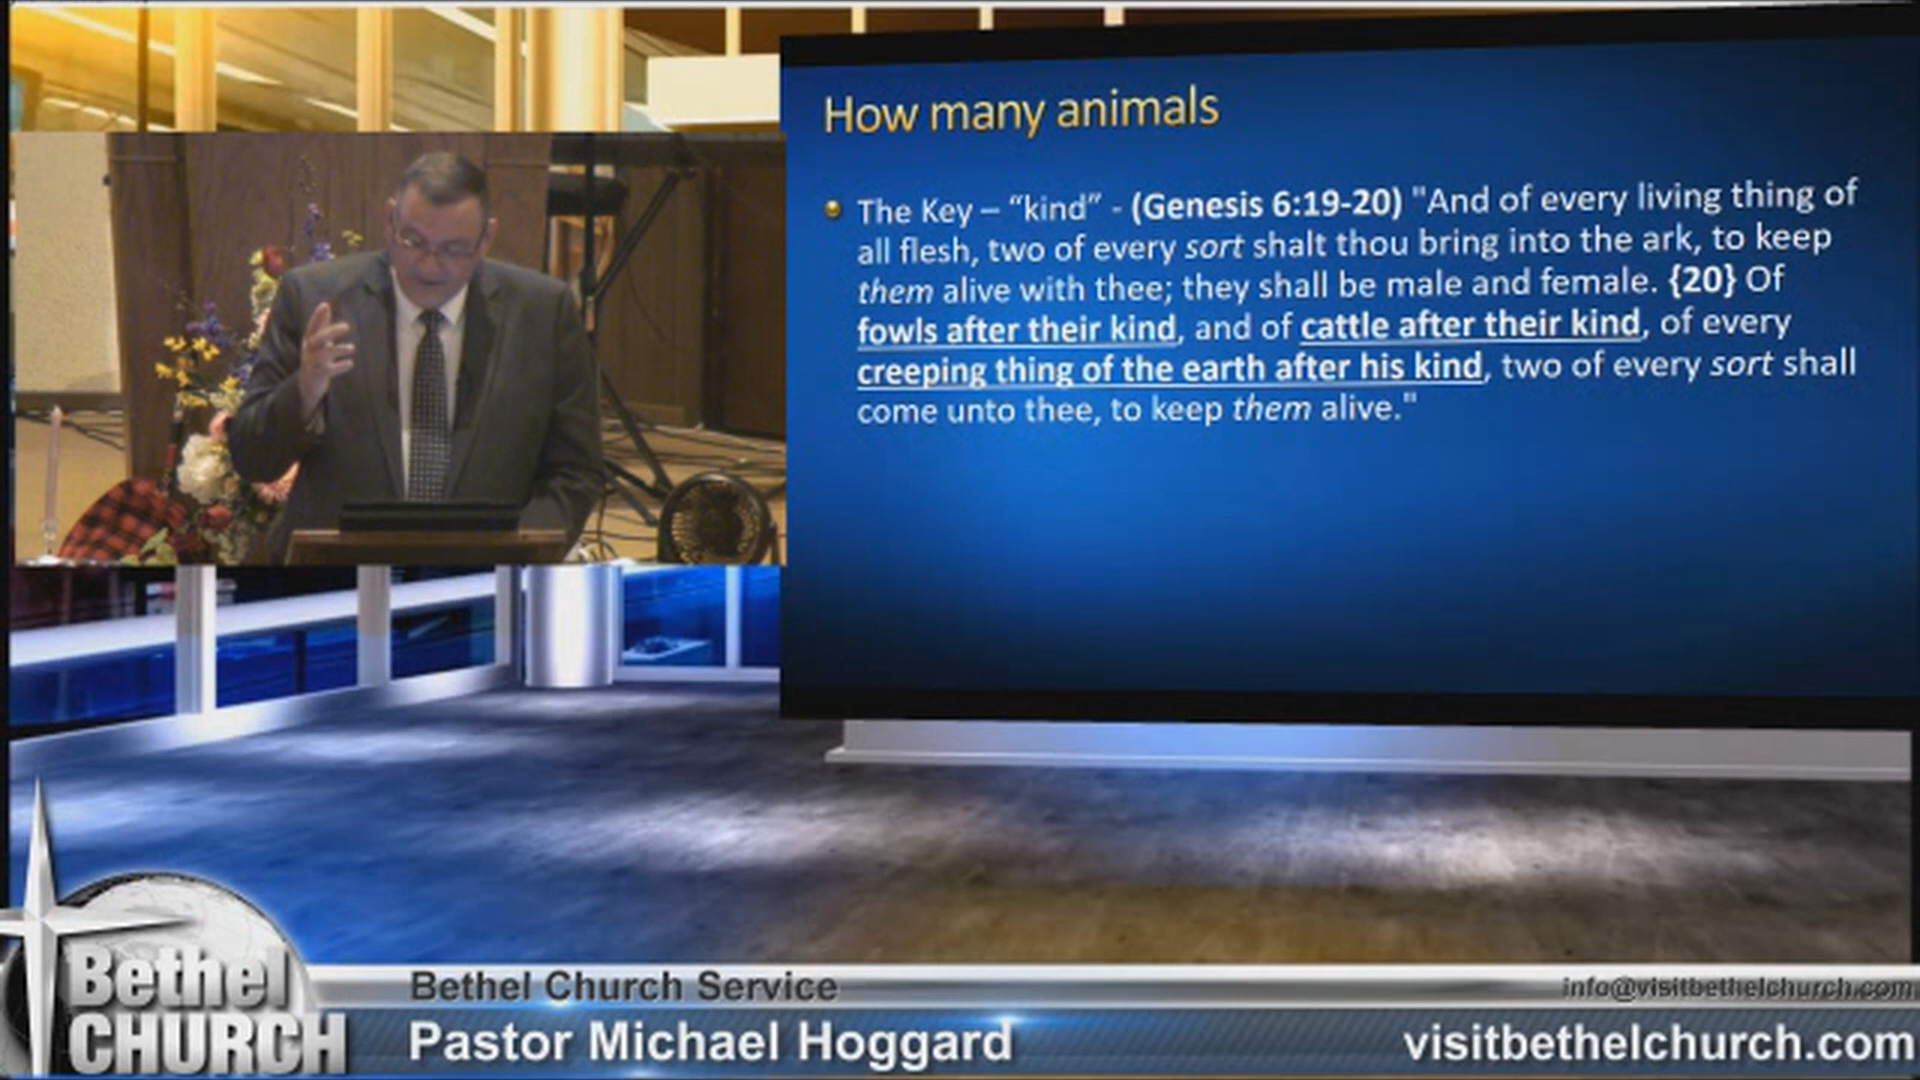 How many animals
The Key – “kind” - (Genesis 6:19-20) "And of every living thing of
all flesh, two of every sort shalt thou bring into the ark, to keep
them alive with thee; they shall be male and female. {20} Of
fowls after their kind, and of cattle after their kind, of every
creeping thing of the earth after his kind, two of every sort shall
come unto thee, to keep them alive."
Bethel
CHURCH
Bethel Church Service
info@visitbethelchurch.com
Pastor Michael Hoggard
visitbethelchurch.com